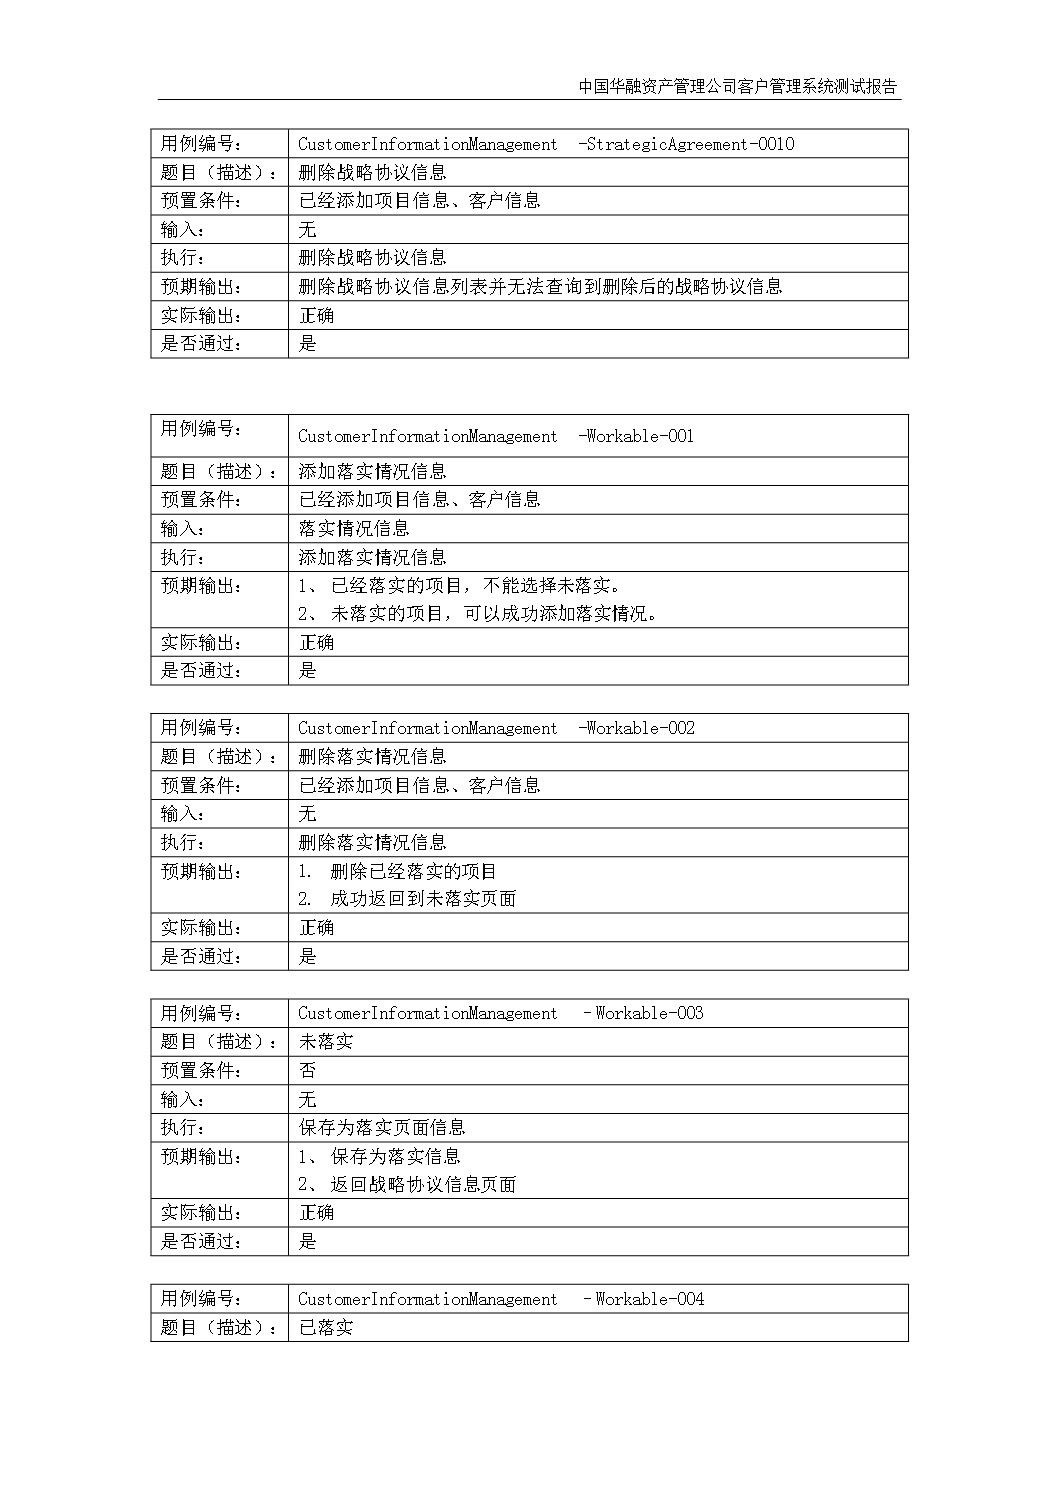 中国华融资产管理公司客户管理系统测试报告
用例编号： CustomerInformationManagement -StrategicAgreement-0010
题目（描述）： 删除战略协议信息
预置条件： 已经添加项目信息、客户信息
输入： 无
执行： 删除战略协议信息
预期输出： 删除战略协议信息列表并无法查询到删除后的战略协议信息
实际输出： 正确
是否通过： 是
用例编号： CustomerInformationManagement -Workable-001
题目（描述）： 添加落实情况信息
预置条件： 已经添加项目信息、客户信息
输入： 落实情况信息
执行： 添加落实情况信息
预期输出： 1、 已经落实的项目，不能选择未落实。
2、 未落实的项目，可以成功添加落实情况。
实际输出： 正确
是否通过： 是
用例编号： CustomerInformationManagement -Workable-002
题目（描述）： 删除落实情况信息
预置条件： 已经添加项目信息、客户信息
输入： 无
执行： 删除落实情况信息
预期输出： 1. 删除已经落实的项目
2. 成功返回到未落实页面
实际输出： 正确
是否通过： 是
用例编号： CustomerInformationManagement –Workable-003
题目（描述）： 未落实
预置条件： 否
输入： 无
执行： 保存为落实页面信息
预期输出： 1、 保存为落实信息
2、 返回战略协议信息页面
实际输出： 正确
是否通过： 是
用例编号： CustomerInformationManagement –Workable-004
题目（描述）： 已落实